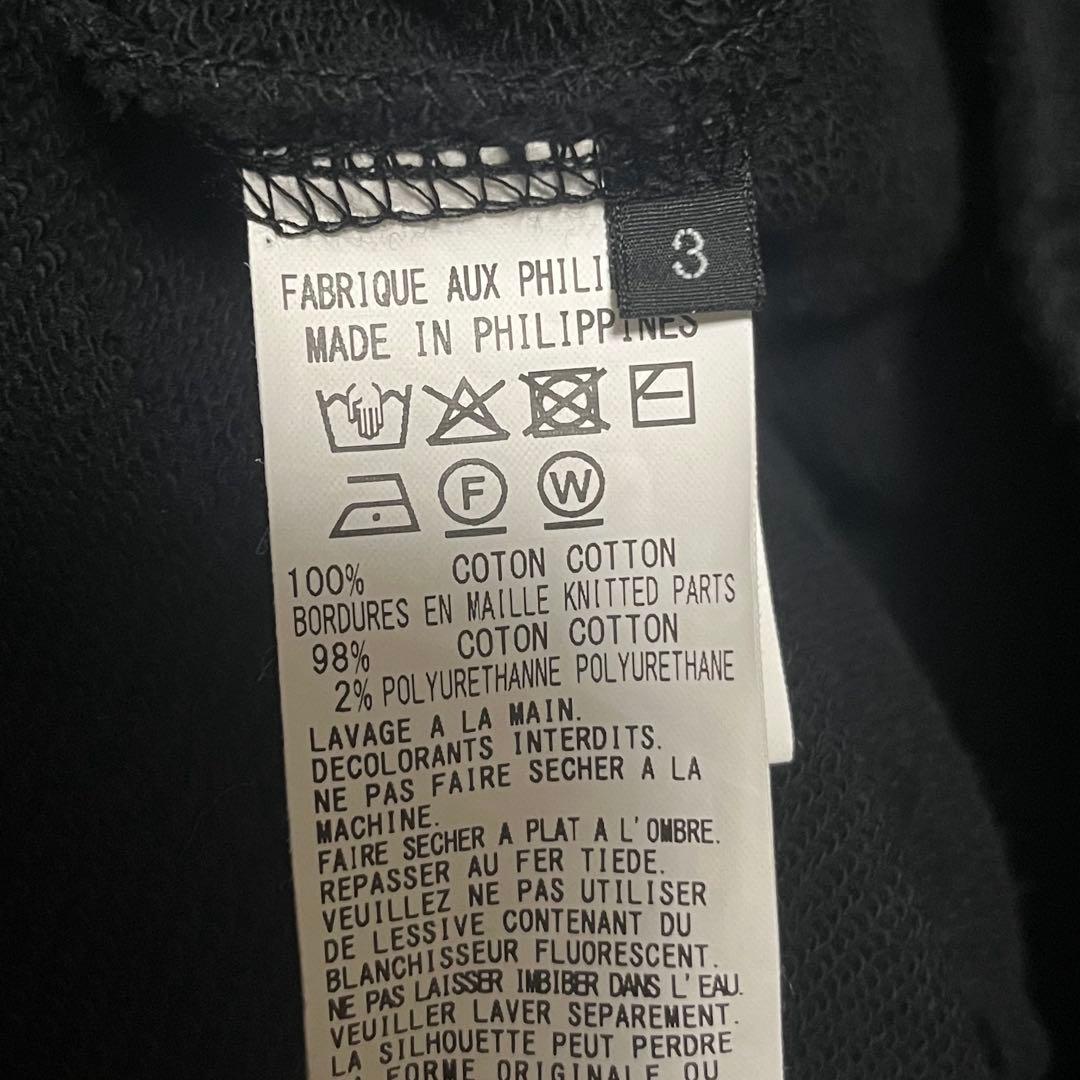 3
FABRIQUE AUX PHILI
MADE IN PHILIPPINES
F W
100% COTON COTTON
BORDURES EN MAILLE KNITTED PARTS
98% COTON COTTON
2% POLYURETHANNE POLYURETHANE
LAVAGE A LA MAIN.
DECOLORANTS INTERDITS.
NE PAS FAIRE SECHER A LA
MACHINE.
FAIRE SECHER A PLAT A L'OMBRE.
REPASSER AU FER TIEDE.
VEUILLEZ NE PAS UTILISER
DE LESSIVE CONTENANT DU
BLANCHISSEUR FLUORESCENT.
NE PAS LAISSER IMBIBER DANS L'EAU.
VEUILLER LAVER SEPAREMENT.
LA SILHOUETTE PEUT PERDRE
FORME ORIGINALE OU